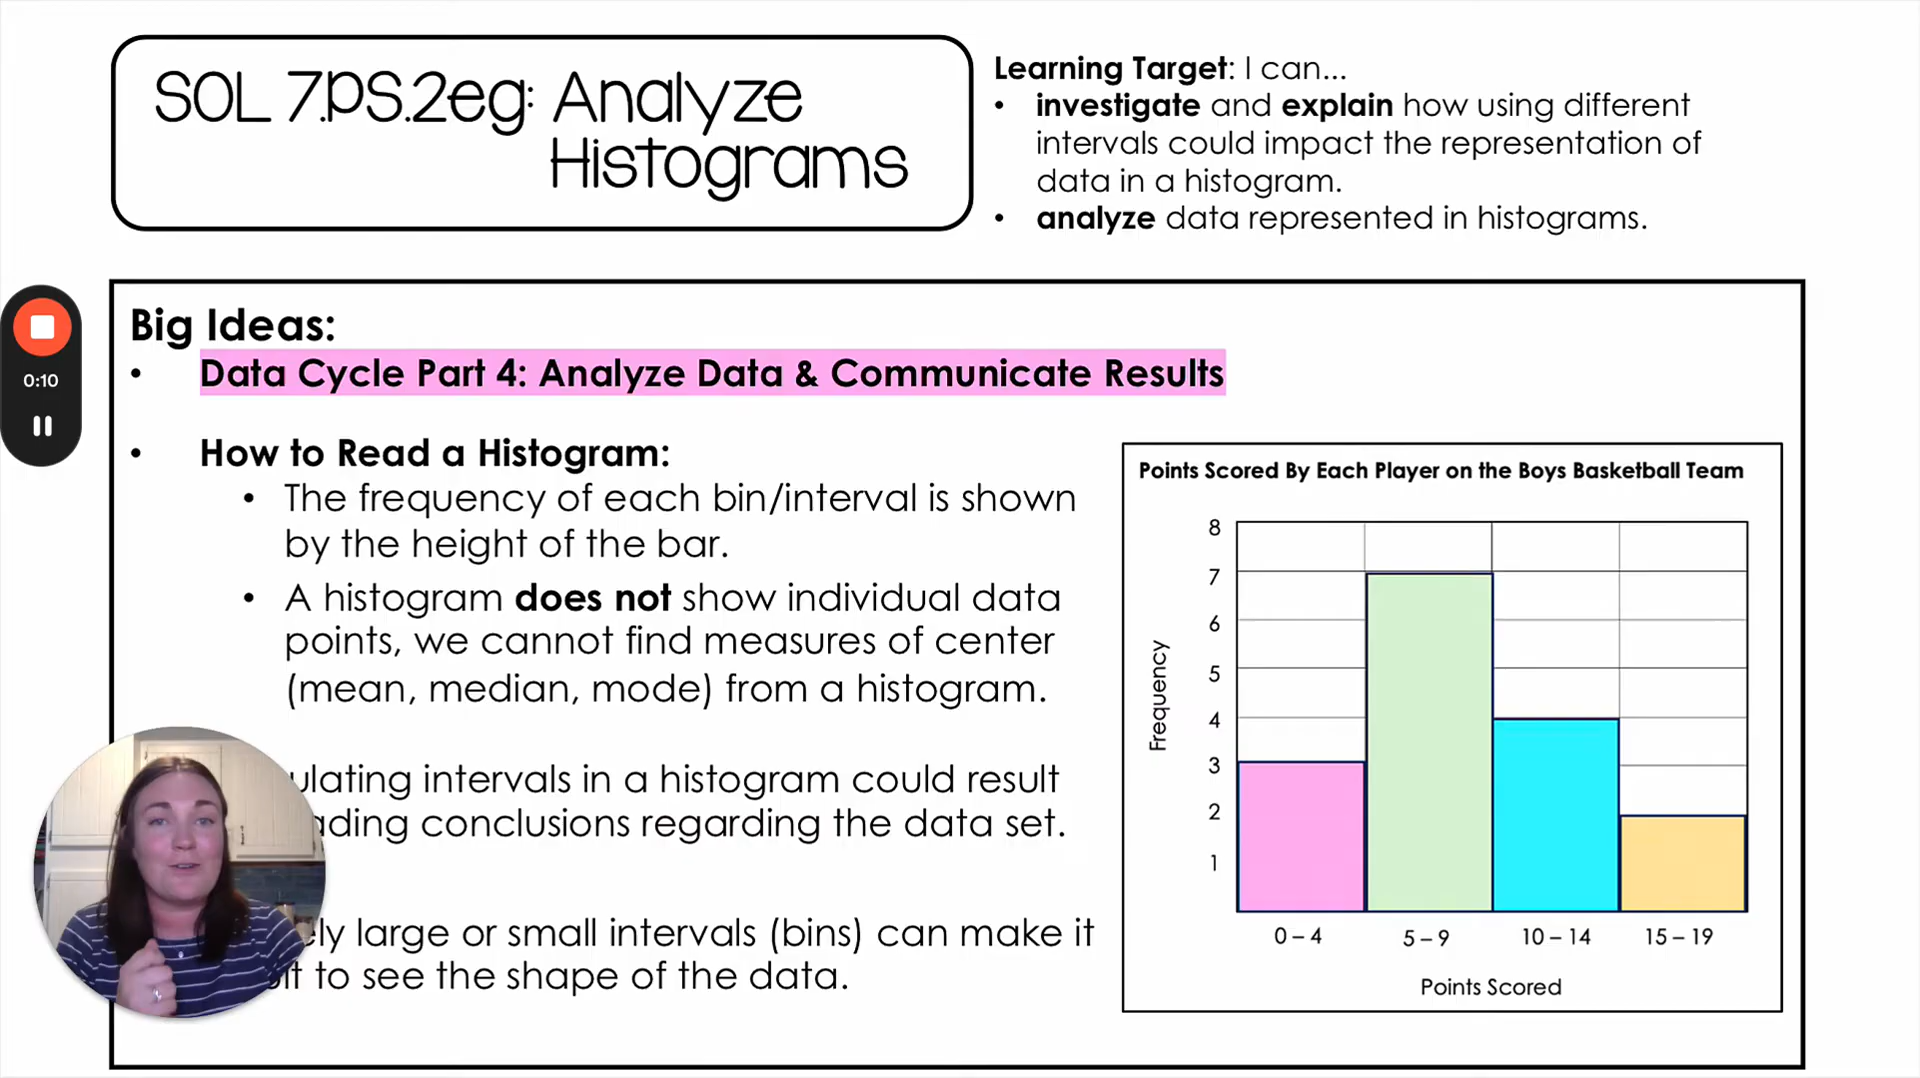 SOL 7.PS.2eg: Analyze
Histograms
Learning Target: I can...
• investigate and explain how using different
intervals could impact the representation of
data in a histogram.
• analyze data represented in histograms.
0:10
Big Ideas:
• Data Cycle Part 4: Analyze Data & Communicate Results
• How to Read a Histogram:
• The frequency of each bin/interval is shown
by the height of the bar.
• A histogram does not show individual data
points, we cannot find measures of center
(mean, median, mode) from a histogram.
intervals in a histogram could result
conclusions regarding the data set.
large or small intervals (bins) can make it
to see the shape of the data.
Points Scored By Each Player on the Boys Basketball Team
8
7
6
5
4
3
2
1
Frequency
0 – 4 5 – 9 10 – 14 15 – 19
Points Scored